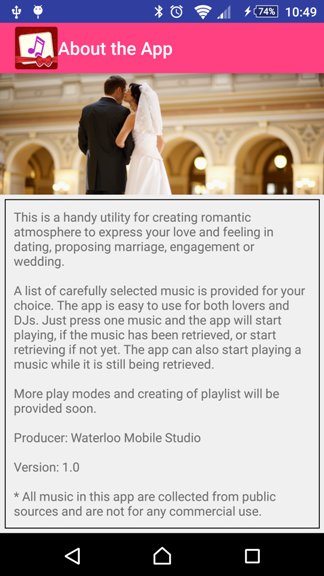 74%
10:49
About the App
This is a handy utility for creating romantic
atmosphere to express your love and feeling in
dating, proposing marriage, engagement or
wedding.
A list of carefully selected music is provided for your
choice. The app is easy to use for both lovers and
DJs. Just press one music and the app will start
playing, if the music has been retrieved, or start
retrieving if not yet. The app can also start playing a
music while it is still being retrieved.
More play modes and creating of playlist will be
provided soon.
Producer: Waterloo Mobile Studio
Version: 1.0
* All music in this app are collected from public
sources and are not for any commercial use.